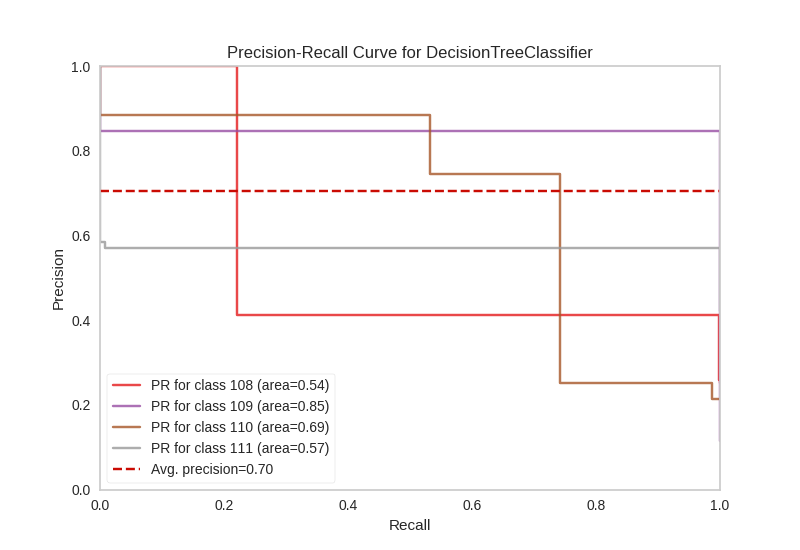 Precision-Recall Curve for DecisionTreeClassifier
1.0
0.8
0.6
0.4
0.2
0.0
Precision
PR for class 108 (area=0.54)
PR for class 109 (area=0.85)
PR for class 110 (area=0.69)
PR for class 111 (area=0.57)
Avg. precision=0.70
0.0 0.2 0.4 0.6 0.8 1.0
Recall